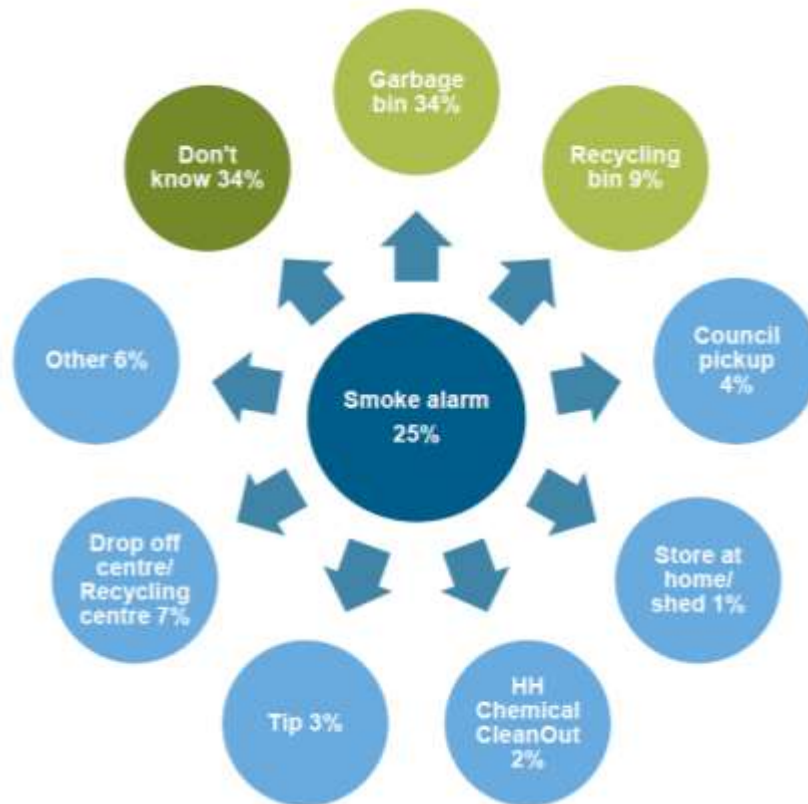 Garbage
bin 34%
Recycling
bin 9%
Council
pickup
4%
Store at
home/
shed 1%
HH
Chemical
CleanOut
2%
Tip 3%
Drop off
centre/
Recycling
centre 7%
Other 6%
Don't
know 34%
Smoke alarm
25%